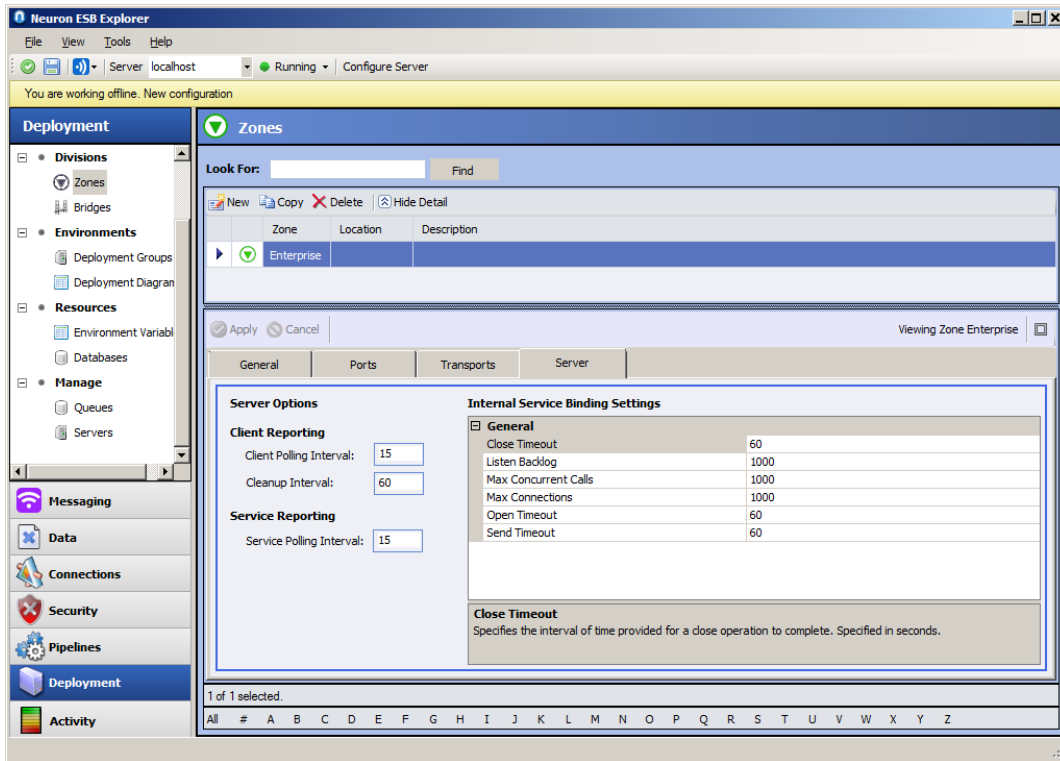 Neuron ESB Explorer
File View Tools Help
Server localhost Running Configure Server
You are working offline. New configuration
Deployment
Divisions
Zones
Bridges
Environments
Deployment Groups
Deployment Diagran
Resources
Environment Variabl
Databases
Manage
Queues
Servers
Messaging
Data
Connections
Security
Pipelines
Deployment
Activity
Zones
Look For: Find
New Copy Delete Hide Detail
Zone Location Description
Enterprise
Apply Cancel Viewing Zone Enterprise
General Ports Transports Server
Server Options
Client Reporting
Client Polling Interval: 15
Cleanup Interval: 60
Service Reporting
Service Polling Interval: 15
Internal Service Binding Settings
General
Close Timeout 60
Listen Backlog 1000
Max Concurrent Calls 1000
Max Connections 1000
Open Timeout 60
Send Timeout 60
Close Timeout
Specifies the interval of time provided for a close operation to complete. Specified in seconds.
1 of 1 selected.
All # A B C D E F G H I J K L M N O P Q R S T U V W X Y Z